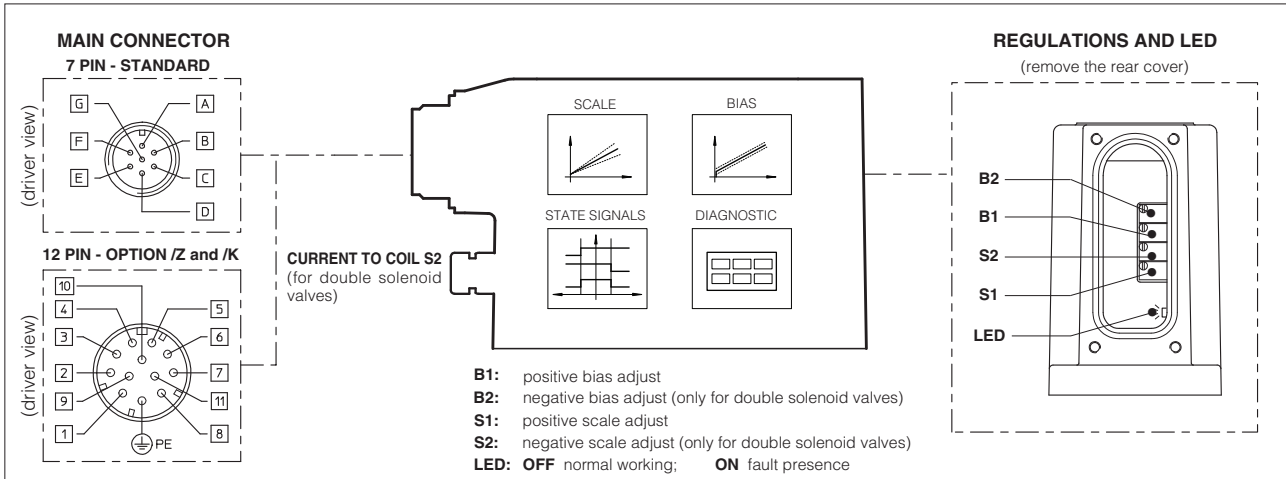 MAIN CONNECTOR
7 PIN - STANDARD
(driver view)
G
A
F
B
E
C
D
12 PIN - OPTION /Z and /K
(driver view)
10
4
5
3
6
2
7
9
11
1
8
PE
CURRENT TO COIL S2
(for double solenoid
valves)
SCALE
BIAS
STATE SIGNALS
DIAGNOSTIC
B1: positive bias adjust
B2: negative bias adjust (only for double solenoid valves)
S1: positive scale adjust
S2: negative scale adjust (only for double solenoid valves)
LED: OFF normal working; ON fault presence
REGULATIONS AND LED
(remove the rear cover)
B2
B1
S2
S1
LED